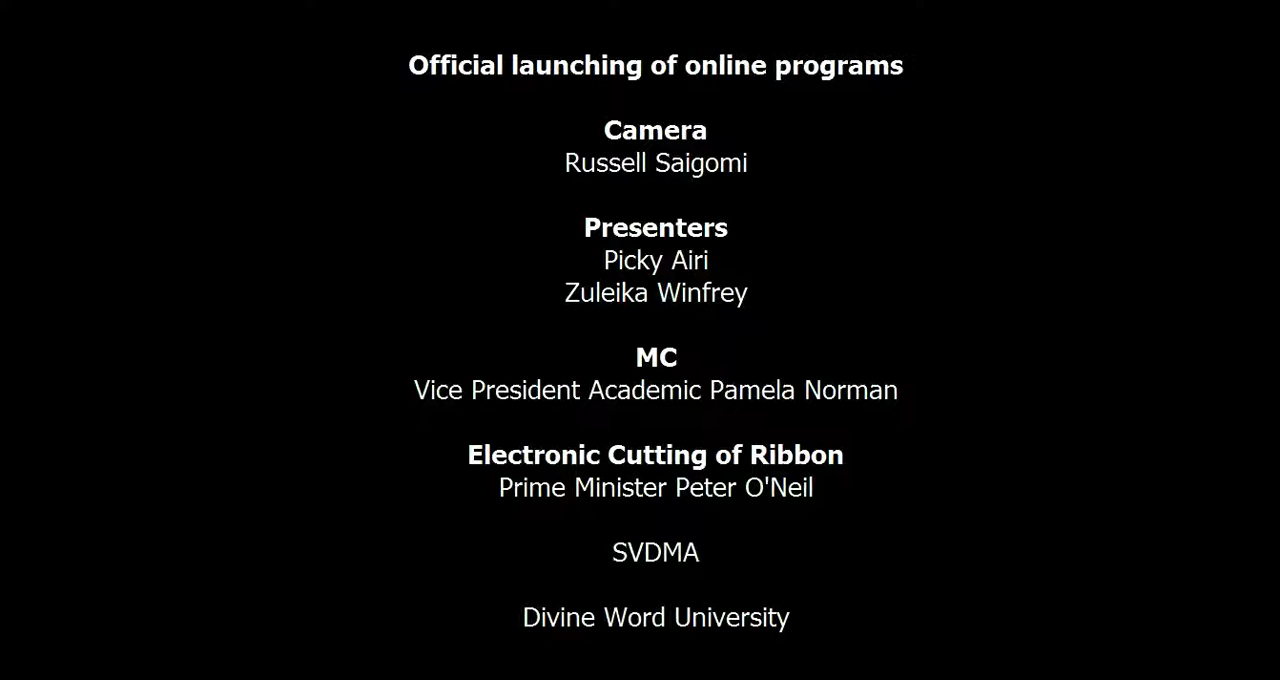 Official launching of online programs
Camera
Russell Saigomi
Presenters
Picky Airi
Zuleika Winfrey
MC
Vice President Academic Pamela Norman
Electronic Cutting of Ribbon
Prime Minister Peter O'Neil
SVDMA
Divine Word University